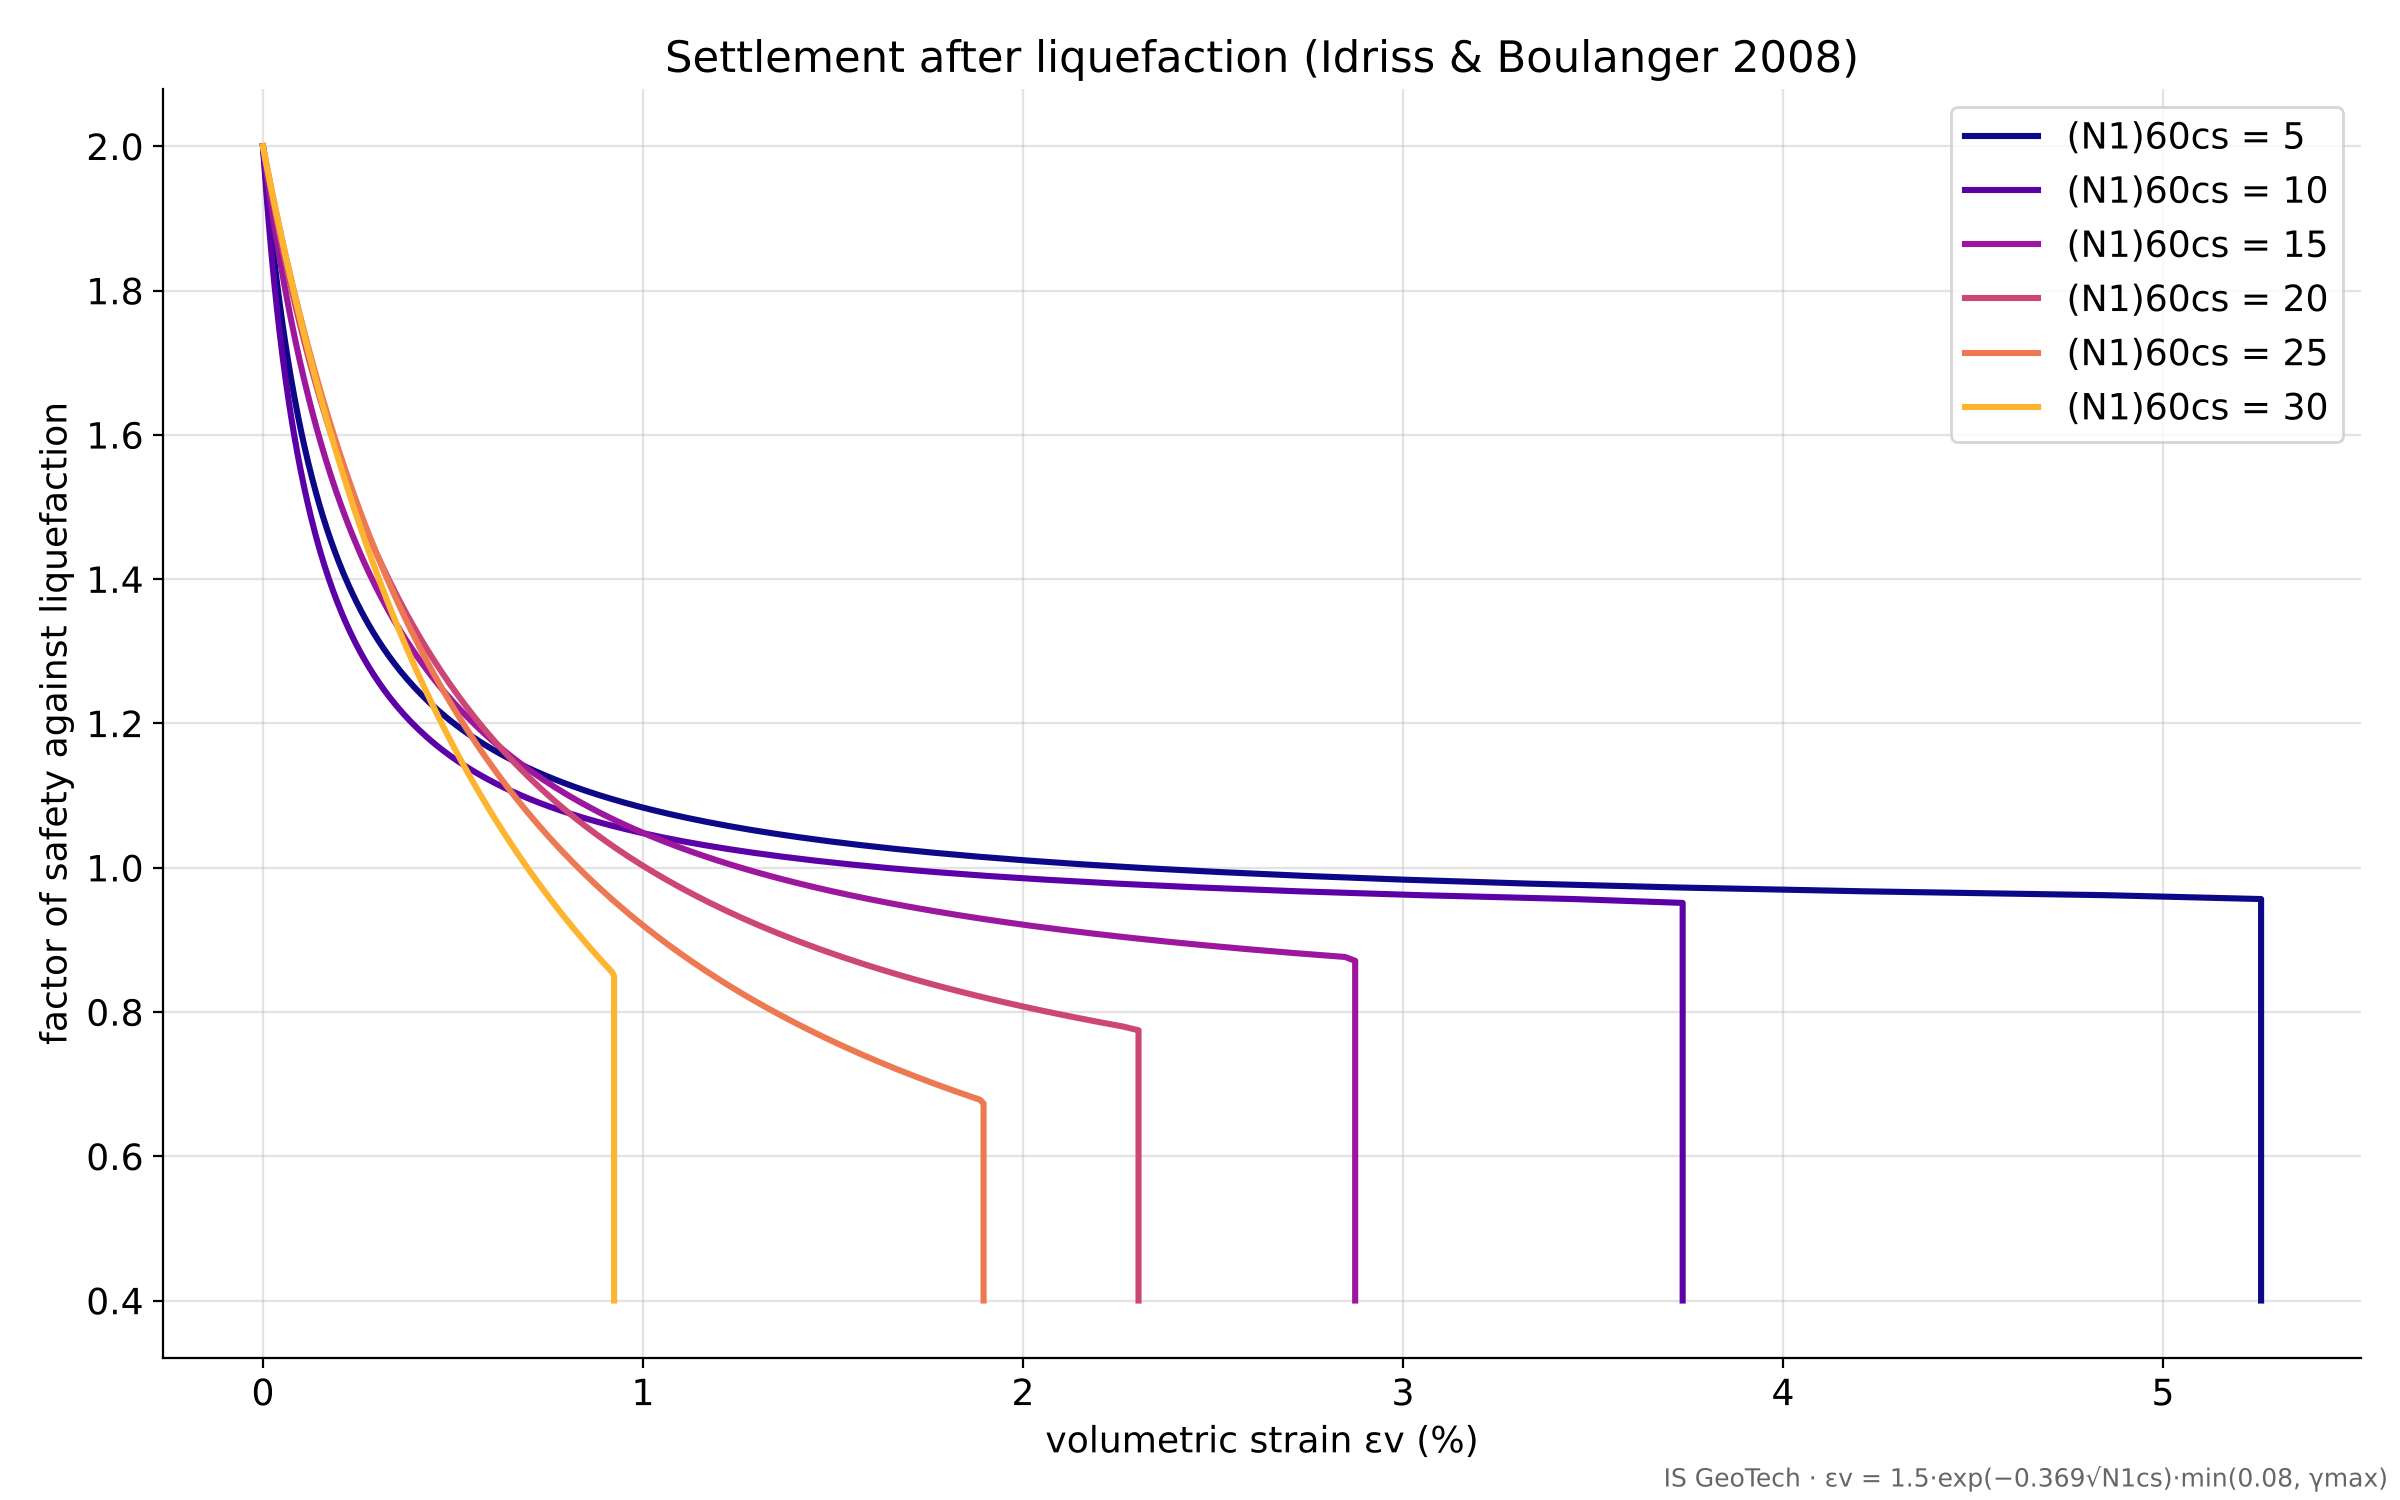 Settlement after liquefaction (Idriss & Boulanger 2008)
(N1)60cs = 5
(N1)60cs = 10
(N1)60cs = 15
(N1)60cs = 20
(N1)60cs = 25
(N1)60cs = 30
factor of safety against liquefaction
2.0
1.8
1.6
1.4
1.2
1.0
0.8
0.6
0.4
0 1 2 3 4 5
volumetric strain εv (%)
IS GeoTech · εv = 1.5·exp(−0.369√N1cs)·min(0.08, γmax)